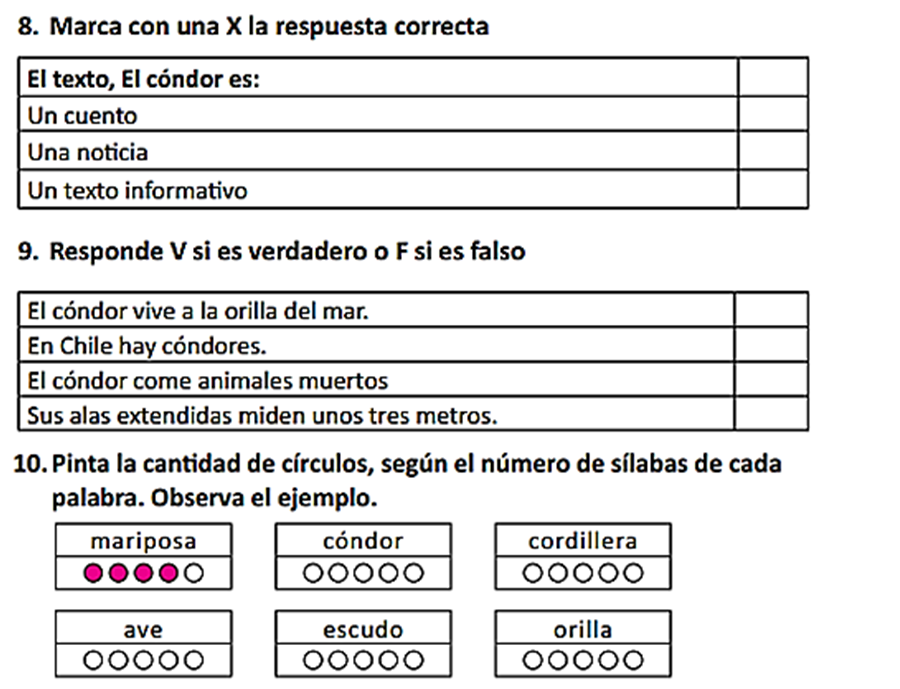 8. Marca con una X la respuesta correcta
El texto, El cóndor es:
Un cuento
Una noticia
Un texto informativo
9. Responde V si es verdadero o F si es falso
El cóndor vive a la orilla del mar.
En Chile hay cóndores.
El cóndor come animales muertos
Sus alas extendidas miden unos tres metros.
10. Pinta la cantidad de círculos, según el número de sílabas de cada
palabra. Observa el ejemplo.
mariposa cóndor cordillera
ave escudo orilla